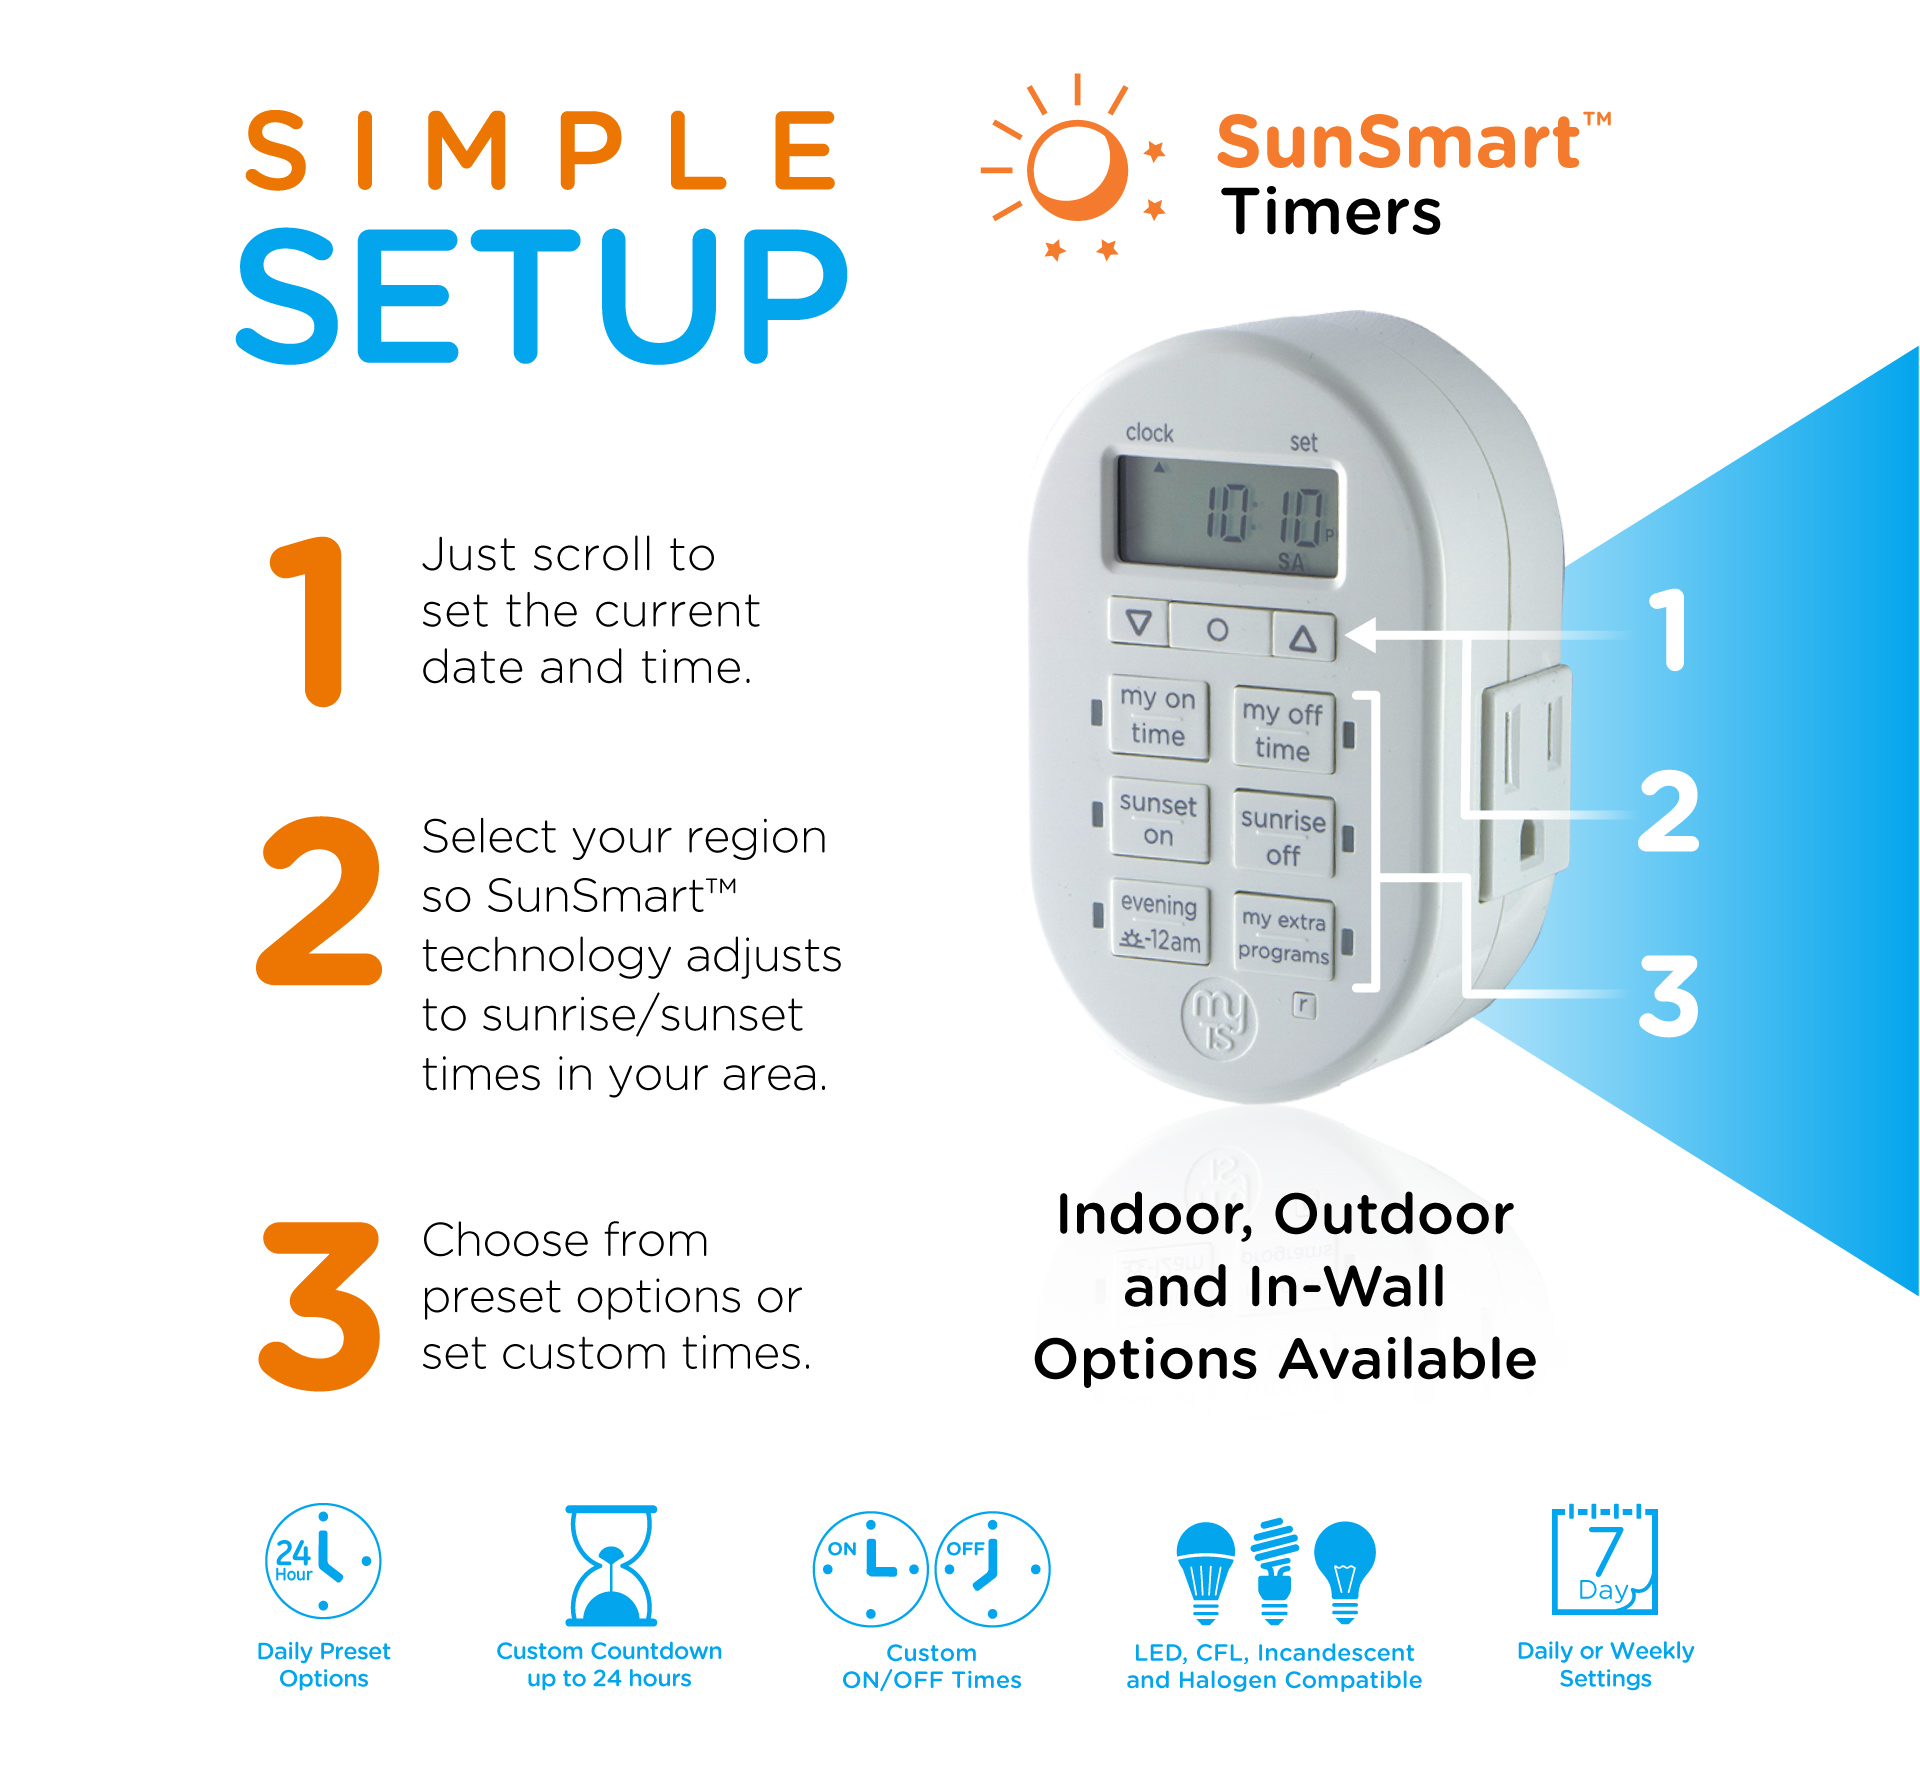 SIMPLE
SETUP
SunSmart™
Timers
1
Just scroll to
set the current
date and time.
2
Select your region
so SunSmart™
technology adjusts
to sunrise/sunset
times in your area.
3
Choose from
preset options or
set custom times.
clock
set
10:10 P
SA
my on
time
my off
time
sunset
on
sunrise
off
evening
-12am
my extra
programs
my
is
r
1
2
3
Indoor, Outdoor
and In-Wall
Options Available
24
Hour
Daily Preset
Options
Custom Countdown
up to 24 hours
ON
OFF
Custom
ON/OFF Times
LED, CFL, Incandescent
and Halogen Compatible
7
Day
Daily or Weekly
Settings